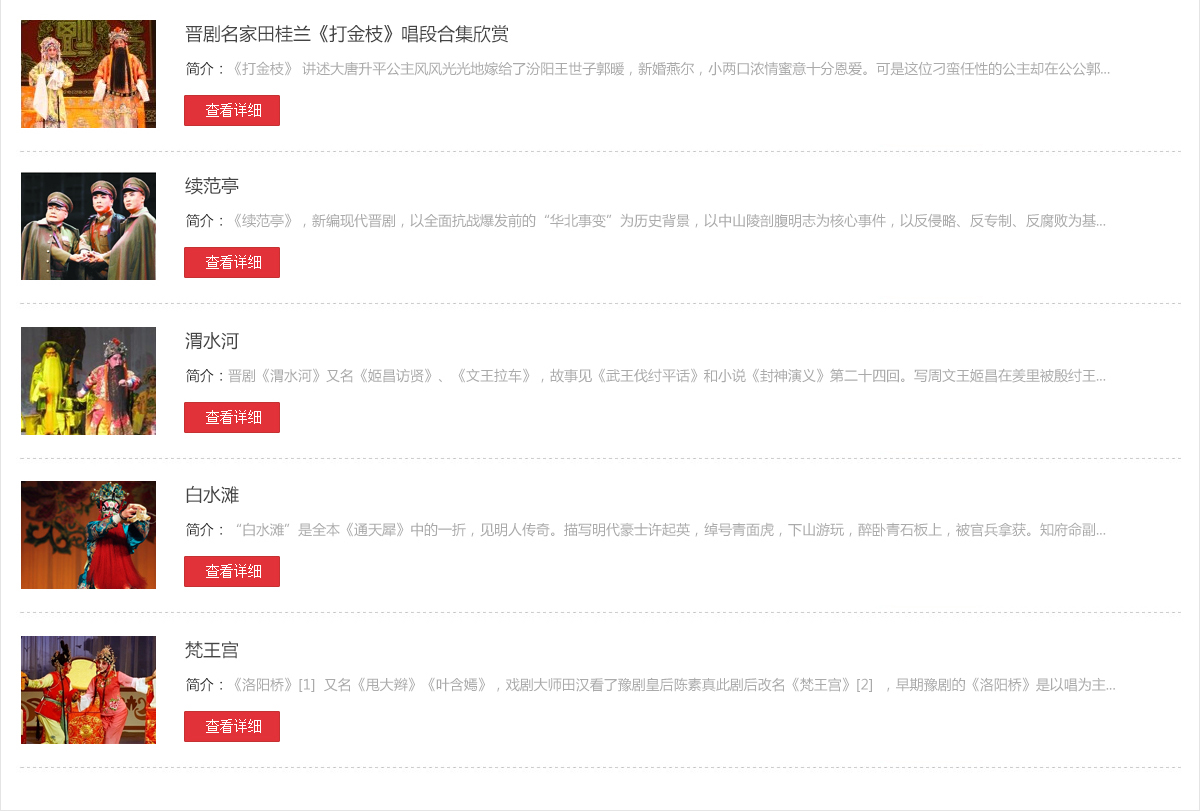 晋剧名家田桂兰《打金枝》唱段合集欣赏
简介：《打金枝》 讲述大唐升平公主风风光光地嫁给了汾阳王世子郭暖，新婚燕尔，小两口浓情蜜意十分恩爱。可是这位刁蛮任性的公主却在公公郭...
查看详细
续范亭
简介：《续范亭》，新编现代晋剧，以全面抗战爆发前的“华北事变”为历史背景，以中山陵剖腹明志为核心事件，以反侵略、反专制、反腐败为基...
查看详细
渭水河
简介：晋剧《渭水河》又名《姬昌访贤》、《文王拉车》，故事见《武王伐纣平话》和小说《封神演义》第二十四回。写周文王姬昌在羑里被殷纣王...
查看详细
白水滩
简介：“白水滩”是全本《通天犀》中的一折，见明人传奇。描写明代豪士许起英，绰号青面虎，下山游玩，醉卧青石板上，被官兵拿获。知府命副...
查看详细
梵王宫
简介：《洛阳桥》[1] 又名《甩大辫》《叶含嫣》，戏剧大师田汉看了豫剧皇后陈素真此剧后改名《梵王宫》[2] ，早期豫剧的《洛阳桥》是以唱为主...
查看详细